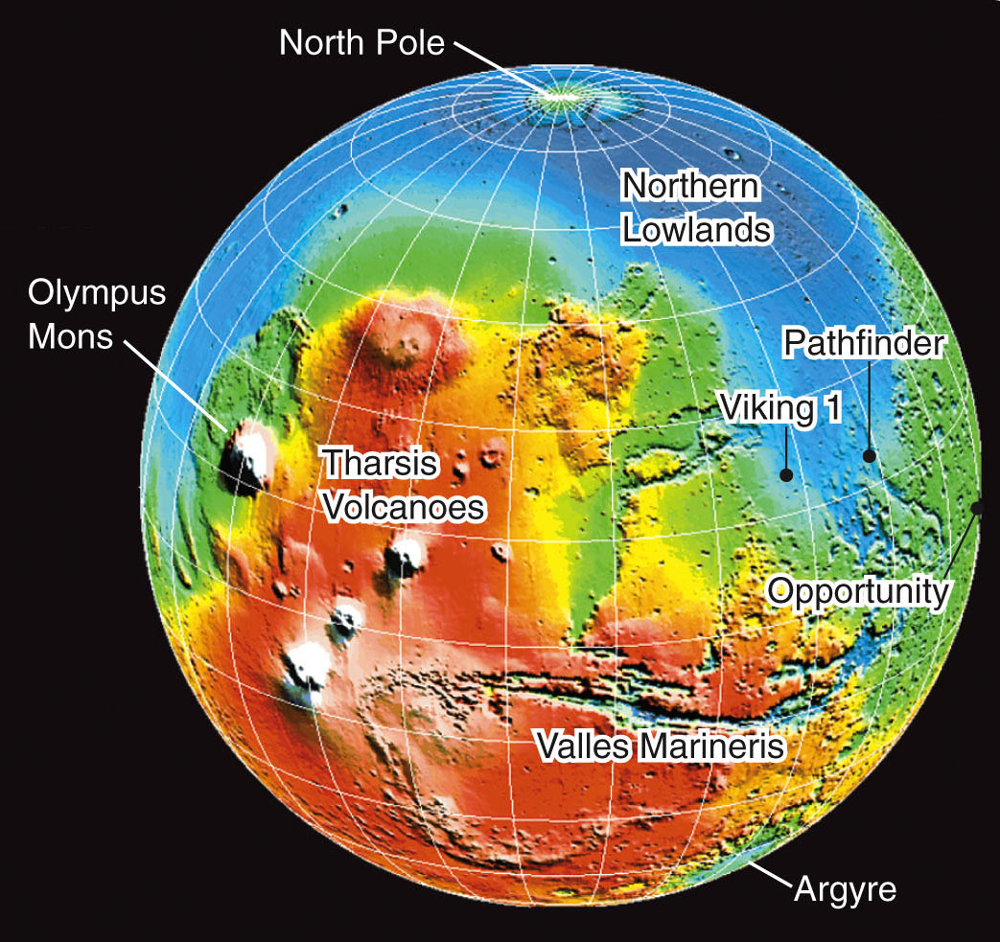 North Pole
Northern
Lowlands
Olympus
Mons
Pathfinder
Viking 1
Tharsis
Volcanoes
Opportunity
Valles Marineris
Argyre